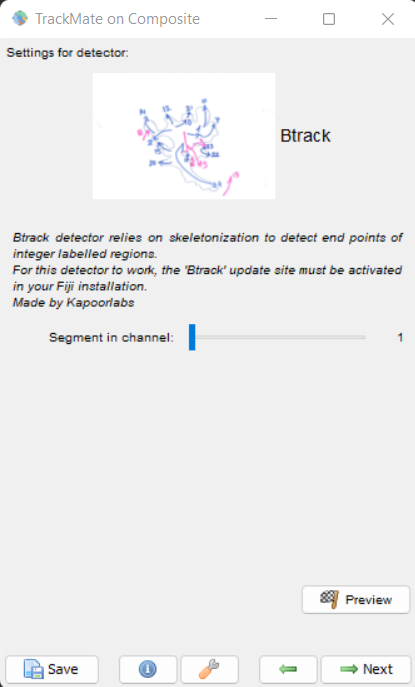 TrackMate on Composite
Settings for detector:
Btrack
Btrack detector relies on skeletonization to detect end points of
integer labelled regions.
For this detector to work, the 'Btrack' update site must be activated
in your Fiji installation.
Made by Kapoorlabs
Segment in channel: 1
Preview
Save
Next